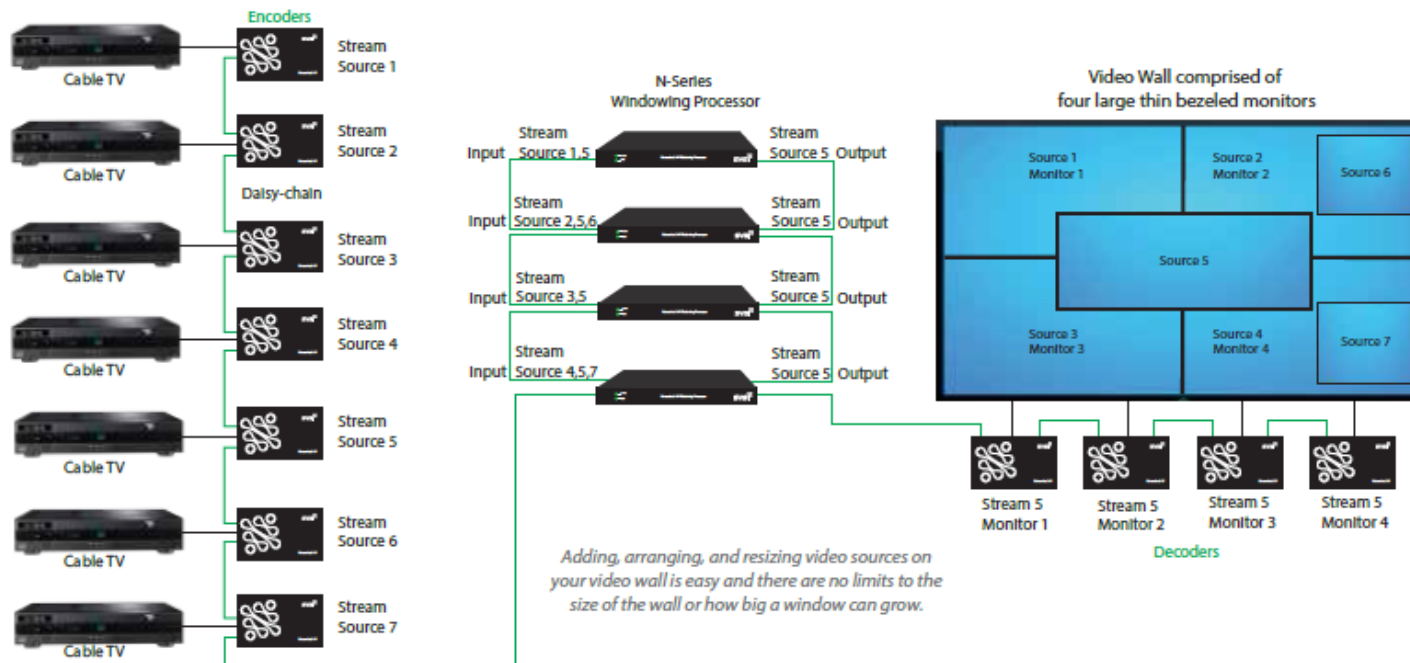 Encoders
Cable TV
Stream
Source 1
Cable TV
Stream
Source 2
Daisy-chain
Cable TV
Stream
Source 3
Cable TV
Stream
Source 4
Cable TV
Stream
Source 5
Cable TV
Stream
Source 6
Cable TV
Stream
Source 7
N-Series
Windowing Processor
Input
Stream
Source 1,5
Stream
Source 5
Output
Input
Stream
Source 2,5,6
Stream
Source 5
Output
Input
Stream
Source 3,5
Stream
Source 5
Output
Input
Stream
Source 4,5,7
Stream
Source 5
Output
Adding, arranging, and resizing video sources on
your video wall is easy and there are no limits to the
size of the wall or how big a window can grow.
Video Wall comprised of
four large thin bezeled monitors
Source 1
Monitor 1
Source 2
Monitor 2
Source 6
Source 5
Source 3
Monitor 3
Source 4
Monitor 4
Source 7
Stream 5
Monitor 1
Stream 5
Monitor 2
Stream 5
Monitor 3
Stream 5
Monitor 4
Decoders